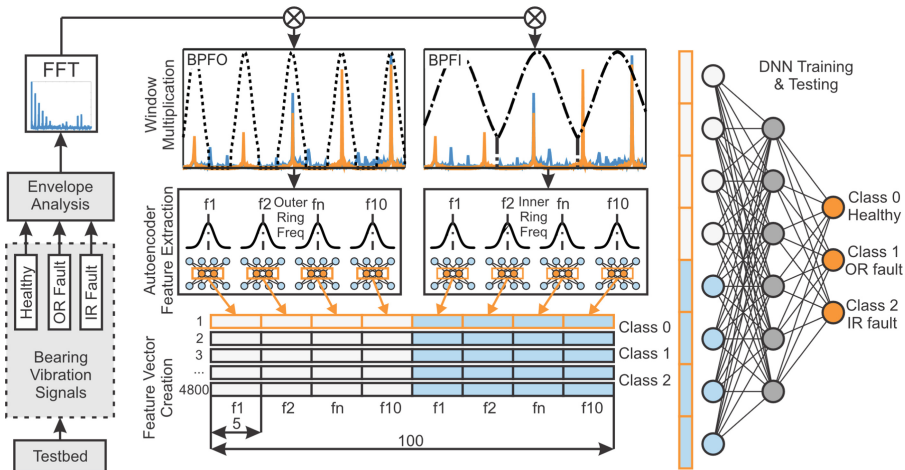 FFT
Envelope
Analysis
Healthy
OR Fault
IR Fault
Bearing
Vibration
Signals
Testbed
Window
Multiplication
BPFO
BPFI
Autoencoder
Feature Extraction
f1
f2
Outer
Ring
Freq
fn
f10
f1
f2
Inner
Ring
Freq
fn
f10
Feature Vector
Creation
1
2
3
...
4800
Class 0
Class 1
Class 2
f1
f2
fn
f10
f1
f2
fn
f10
5
100
DNN Training
& Testing
Class 0
Healthy
Class 1
OR fault
Class 2
IR fault